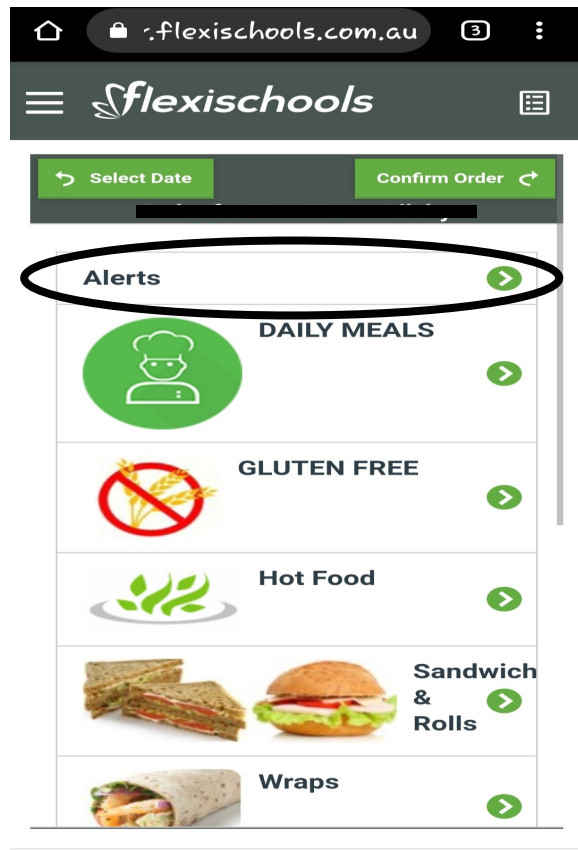 r.flexischools.com.au 3
flexischools
Select Date Confirm Order
Alerts
DAILY MEALS
GLUTEN FREE
Hot Food
Sandwich
&
Rolls
Wraps